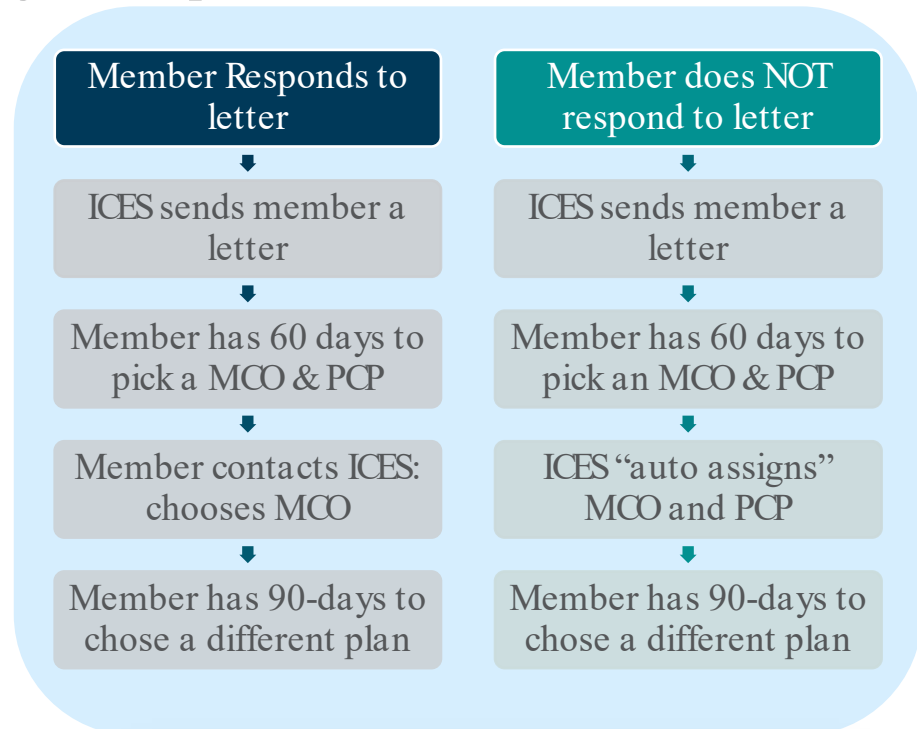 Member Responds to
letter
ICES sends member a
letter
Member has 60 days to
pick a MCO & PCP
Member contacts ICES:
chooses MCO
Member has 90-days to
chose a different plan
Member does NOT
respond to letter
ICES sends member a
letter
Member has 60 days to
pick an MCO & PCP
ICES “auto assigns”
MCO and PCP
Member has 90-days to
chose a different plan